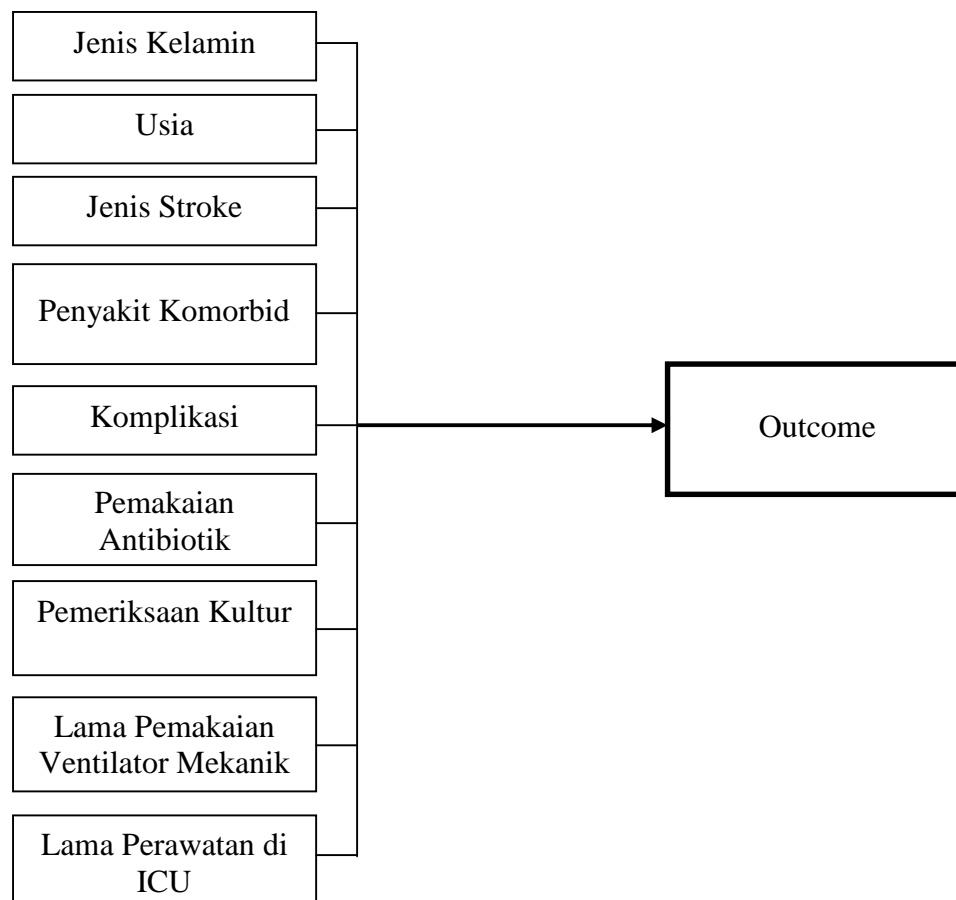 Jenis Kelamin
Usia
Jenis Stroke
Penyakit Komorbid
Komplikasi
Outcome
Pemakaian
Antibiotik
Pemeriksaan Kultur
Lama Pemakaian
Ventilator Mekanik
Lama Perawatan di
ICU